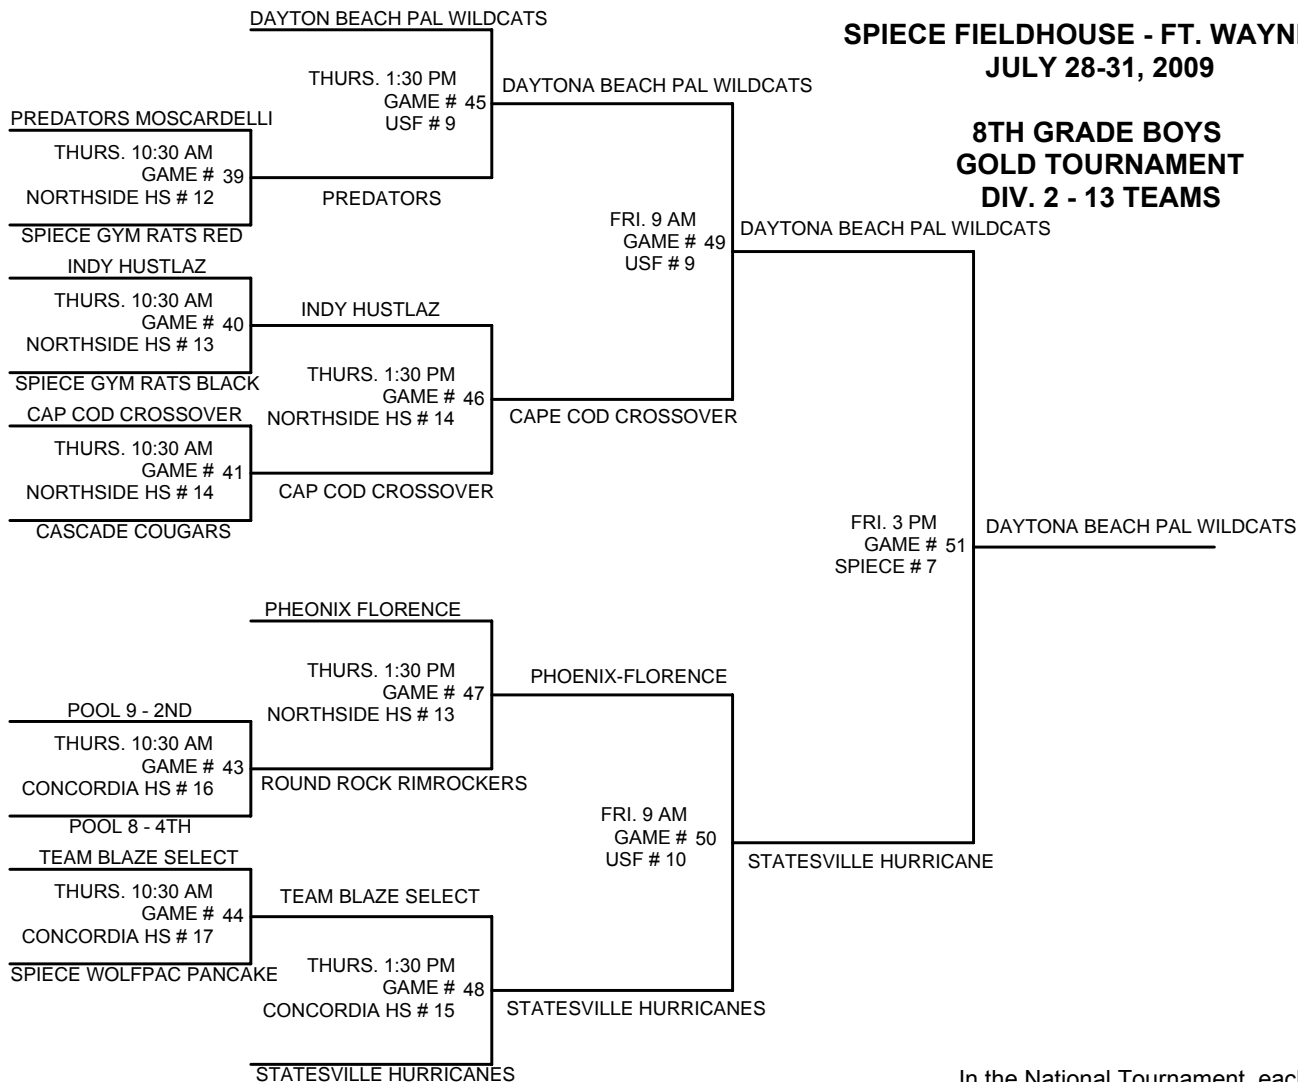 DAYTON BEACH PAL WILDCATS
SPIECE FIELDHOUSE - FT. WAYN
JULY 28-31, 2009
8TH GRADE BOYS
GOLD TOURNAMENT
DIV. 2 - 13 TEAMS
THURS. 1:30 PM
GAME # 45
USF # 9
DAYTONA BEACH PAL WILDCATS
PREDATORS MOSCARDELLI
THURS. 10:30 AM
GAME # 39
NORTHSIDE HS # 12
PREDATORS
SPIECE GYM RATS RED
FRI. 9 AM
GAME # 49
USF # 9
DAYTONA BEACH PAL WILDCATS
INDY HUSTLAZ
THURS. 10:30 AM
GAME # 40
NORTHSIDE HS # 13
INDY HUSTLAZ
SPIECE GYM RATS BLACK
THURS. 1:30 PM
GAME # 46
NORTHSIDE HS # 14
CAPE COD CROSSOVER
CAP COD CROSSOVER
THURS. 10:30 AM
GAME # 41
NORTHSIDE HS # 14
CAP COD CROSSOVER
CASCADE COUGARS
FRI. 3 PM
GAME # 51
SPIECE # 7
DAYTONA BEACH PAL WILDCATS
PHEONIX FLORENCE
THURS. 1:30 PM
GAME # 47
NORTHSIDE HS # 13
PHOENIX-FLORENCE
POOL 9 - 2ND
THURS. 10:30 AM
GAME # 43
CONCORDIA HS # 16
ROUND ROCK RIMROCKERS
POOL 8 - 4TH
FRI. 9 AM
GAME # 50
USF # 10
STATESVILLE HURRICANE
TEAM BLAZE SELECT
THURS. 10:30 AM
GAME # 44
CONCORDIA HS # 17
TEAM BLAZE SELECT
SPIECE WOLFPAC PANCAKE
THURS. 1:30 PM
GAME # 48
CONCORDIA HS # 15
STATESVILLE HURRICANES
STATESVILLE HURRICANES
In the National Tournament, eacl